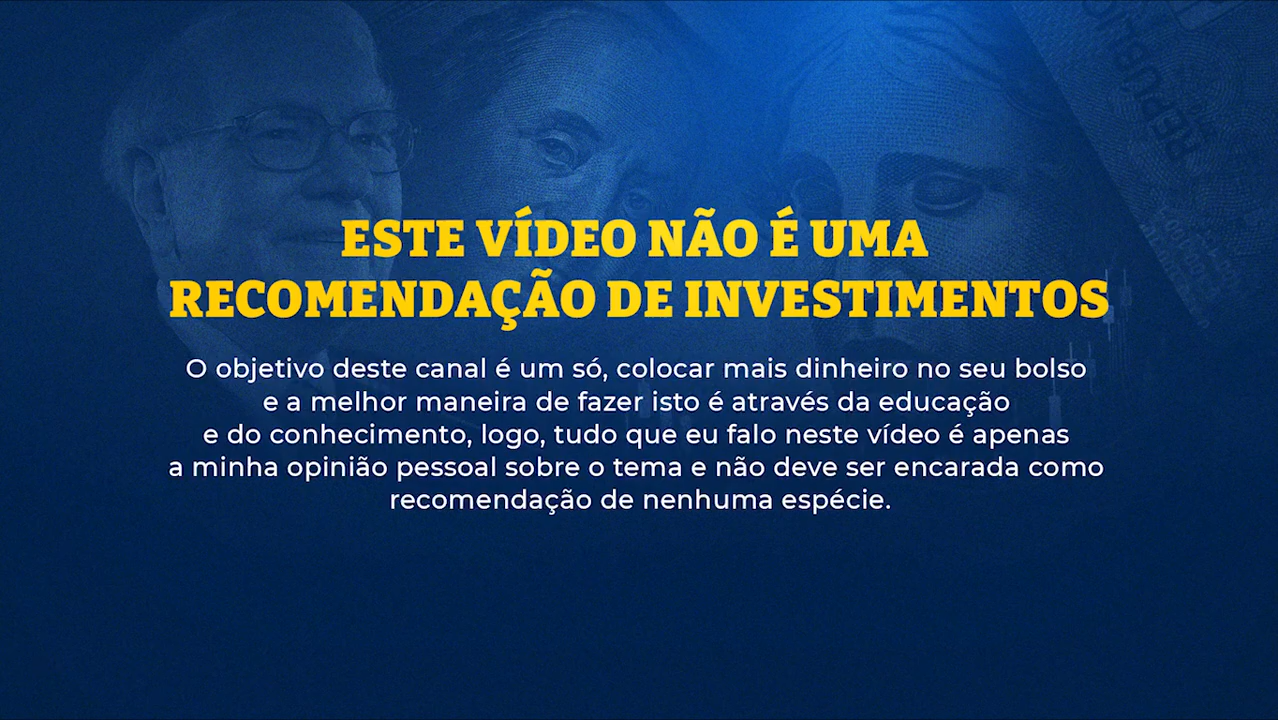 ESTE VÍDEO NÃO É UMA
RECOMENDAÇÃO DE INVESTIMENTOS
O objetivo deste canal é um só, colocar mais dinheiro no seu bolso
e a melhor maneira de fazer isto é através da educação
e do conhecimento, logo, tudo que eu falo neste vídeo é apenas
a minha opinião pessoal sobre o tema e não deve ser encarada como
recomendação de nenhuma espécie.